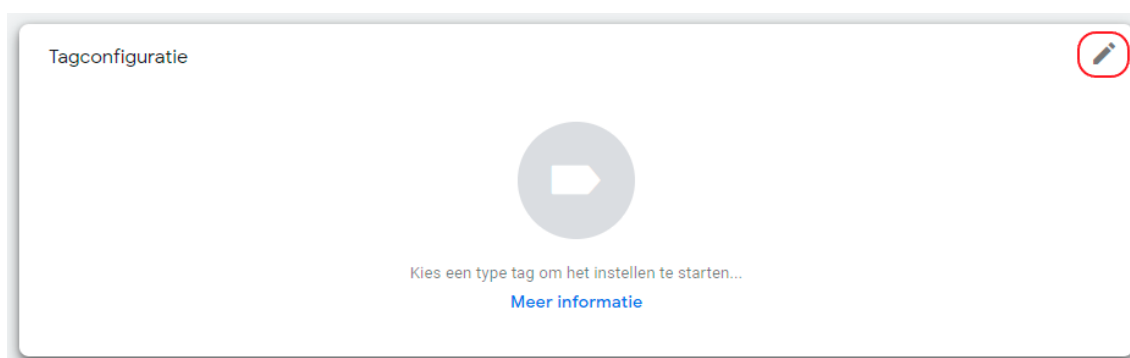 Tagconfiguratie
Kies een type tag om het instellen te starten...
Meer informatie